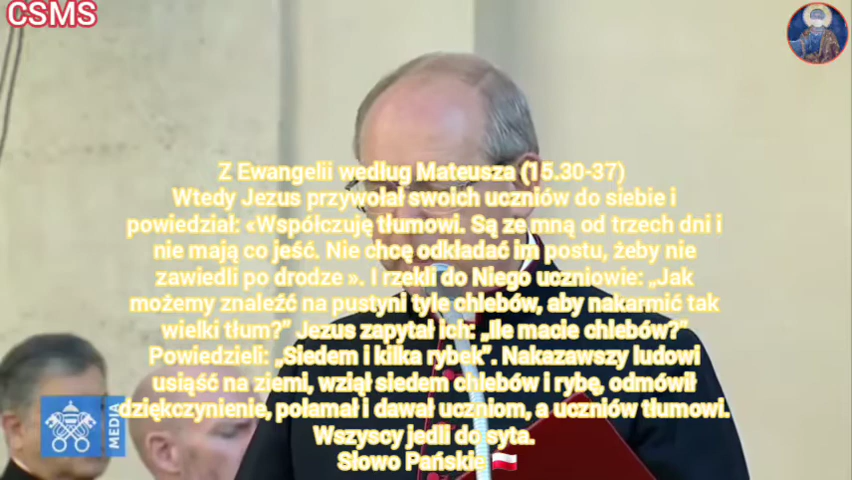 CSMS
Z Ewangelii według Mateusza (15.30-37)
Wtedy Jezus przywołał swoich uczniów do siebie i
powiedział: «Współczuję tłumowi. Są ze mną od trzech dni i
nie mają co jeść. Nie chcę odkładać im postu, żeby nie
zawiedli po drodze ». I rzekli do Niego uczniowie: „Jak
możemy znaleźć na pustyni tyle chlebów, aby nakarmić tak
wielki tłum?” Jezus zapytał ich: „Ile macie chlebów?”
Powiedzieli: „Siedem i kilka rybek”. Nakazawszy ludowi
usiąść na ziemi, wziął siedem chlebów i rybę, odmówił
dziękczynienie, połamał i dawał uczniom, a uczniów tłumowi.
Wszyscy jedli do syta.
Słowo Pańskie 🇵🇱
MEDIA